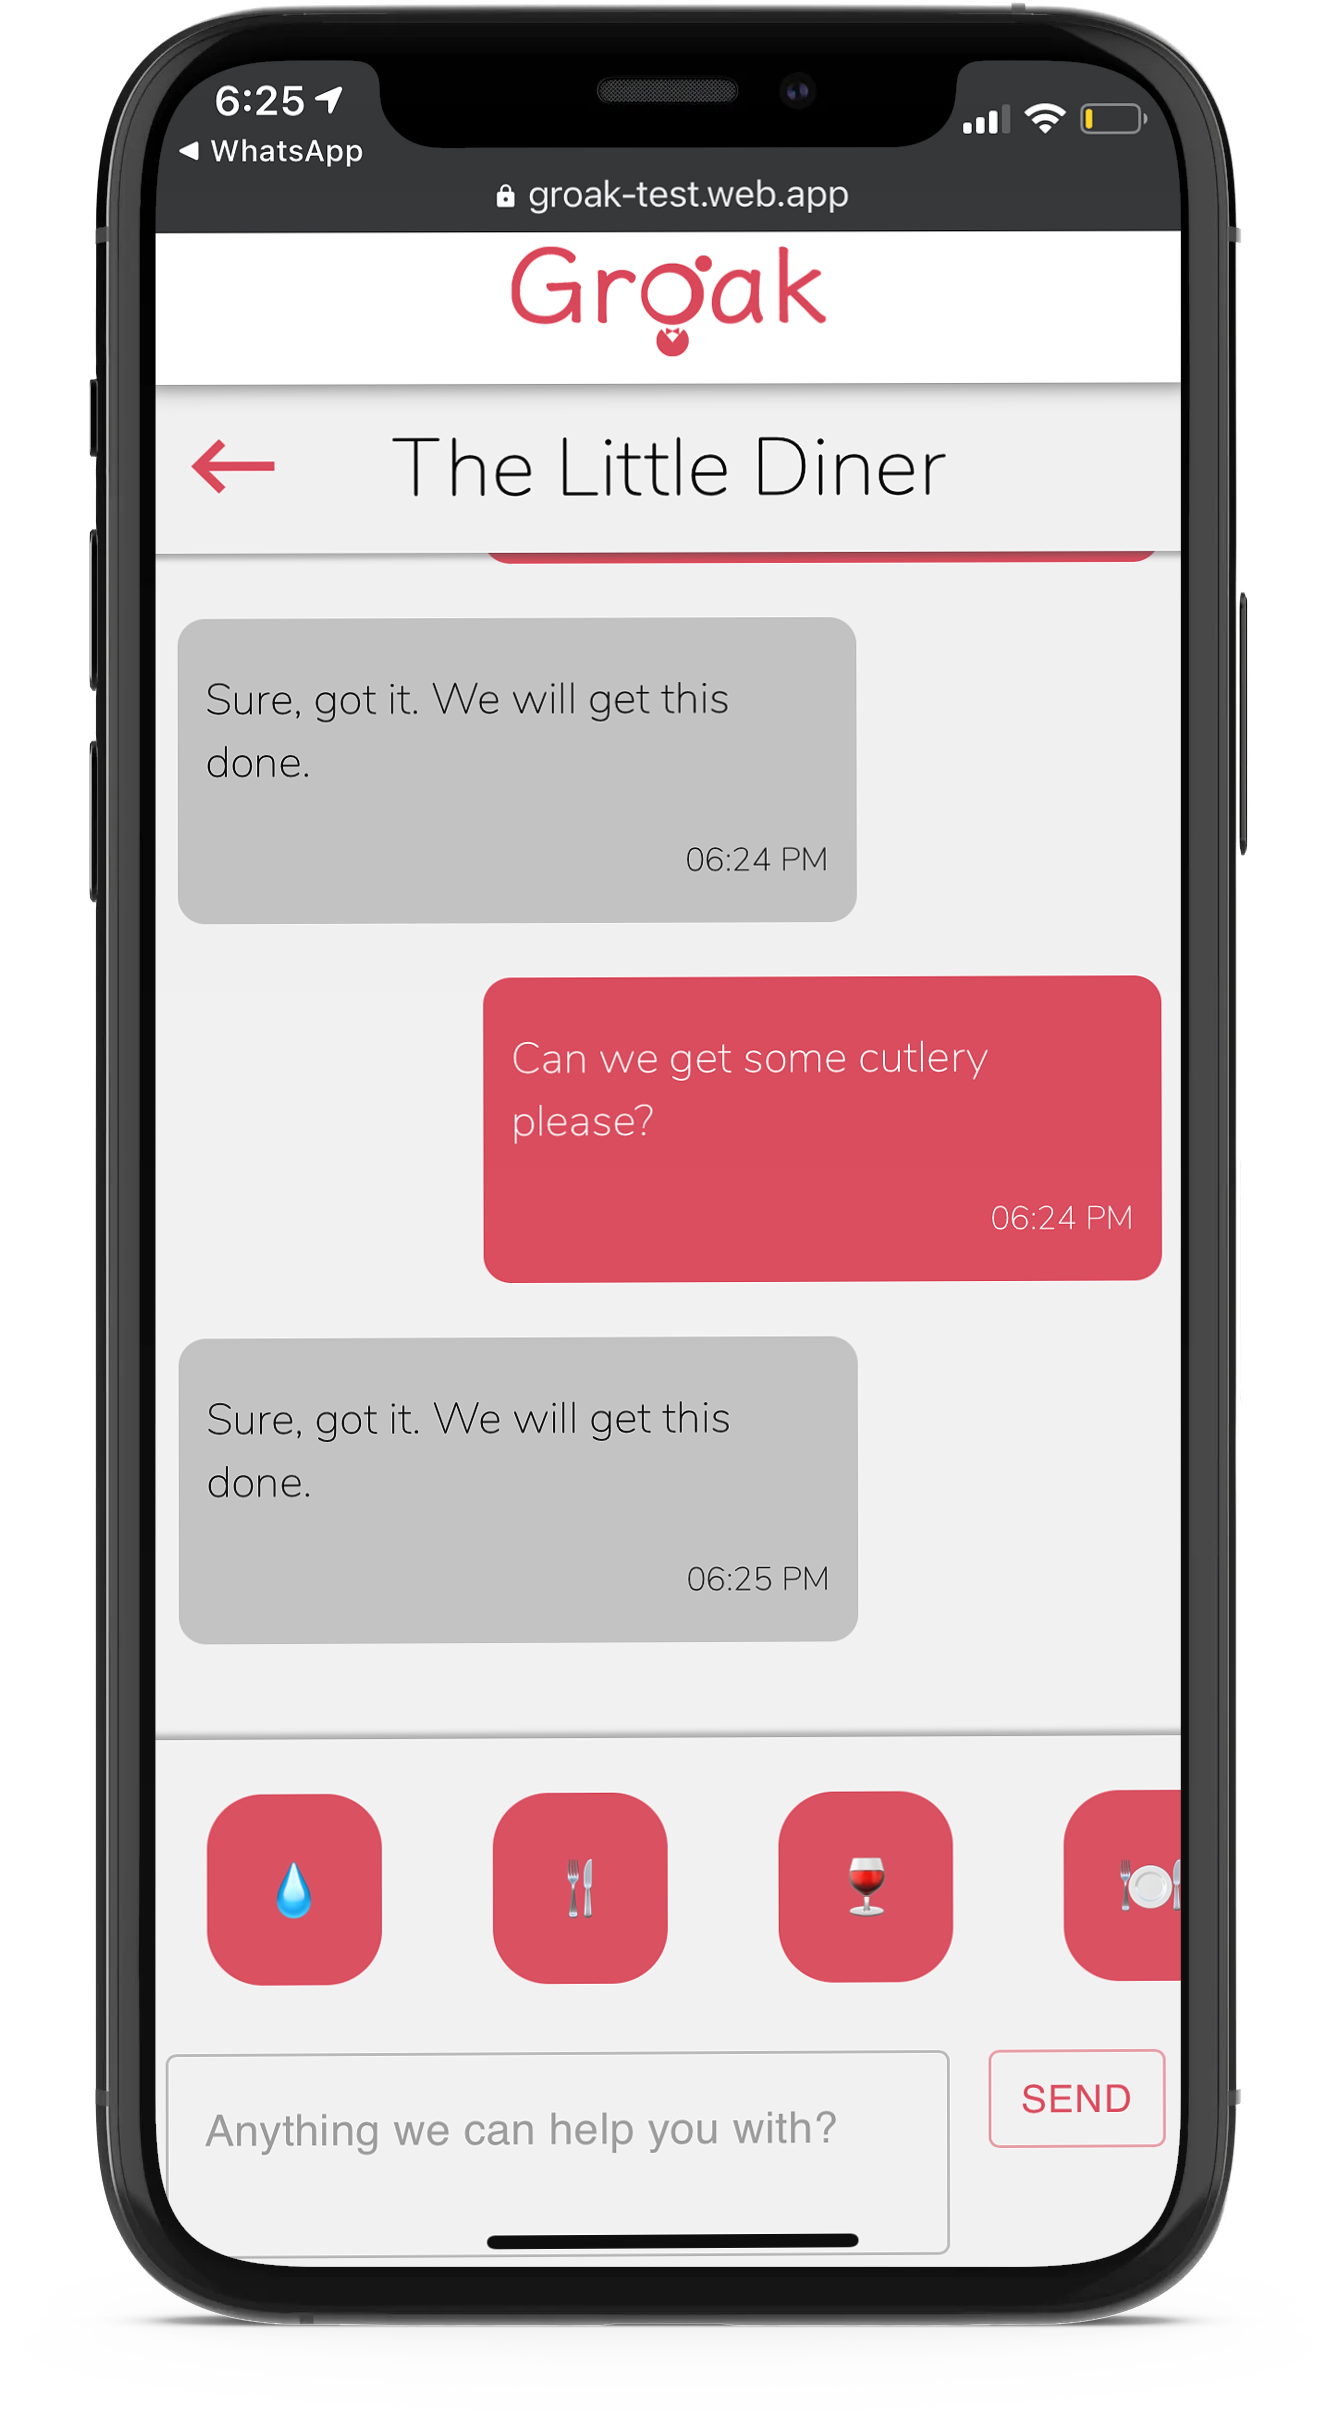 6:25
WhatsApp
groak-test.web.app
Groak
The Little Diner
Sure, got it. We will get this
done.
06:24 PM
Can we get some cutlery
please?
06:24 PM
Sure, got it. We will get this
done.
06:25 PM
Anything we can help you with?
SEND